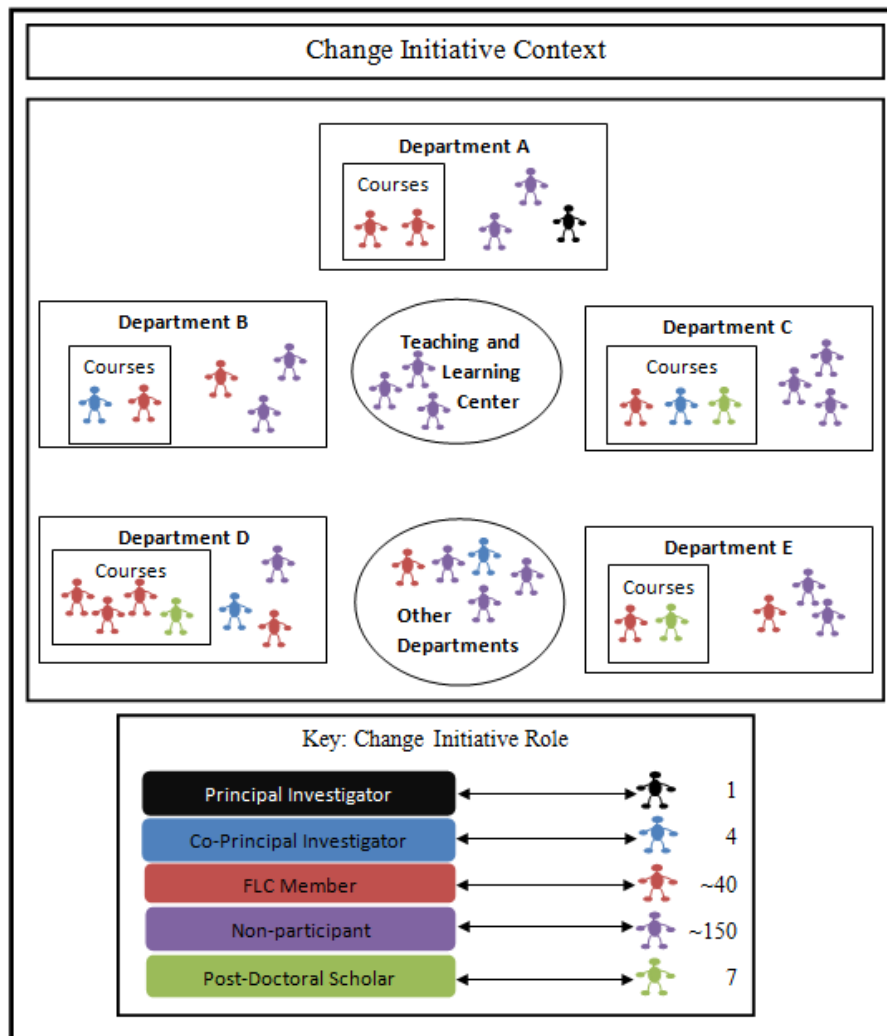 Change Initiative Context
Department A
Courses
Department B
Courses
Teaching and
Learning
Center
Department C
Courses
Department D
Courses
Other
Departments
Department E
Courses
Key: Change Initiative Role
Principal Investigator 1
Co-Principal Investigator 4
FLC Member ~40
Non-participant ~150
Post-Doctoral Scholar 7